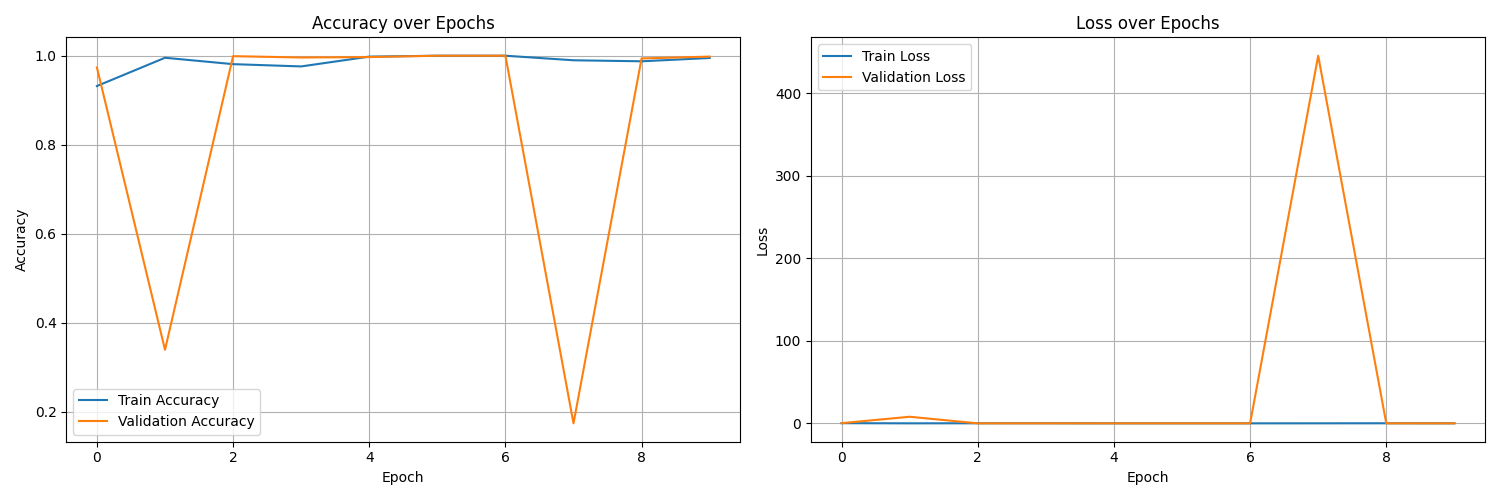 Accuracy over Epochs
1.0
0.8
0.6
0.4
0.2
Accuracy
Train Accuracy
Validation Accuracy
0 2 4 6 8
Epoch
Loss over Epochs
Train Loss
Validation Loss
400
300
200
100
0
Loss
0 2 4 6 8
Epoch